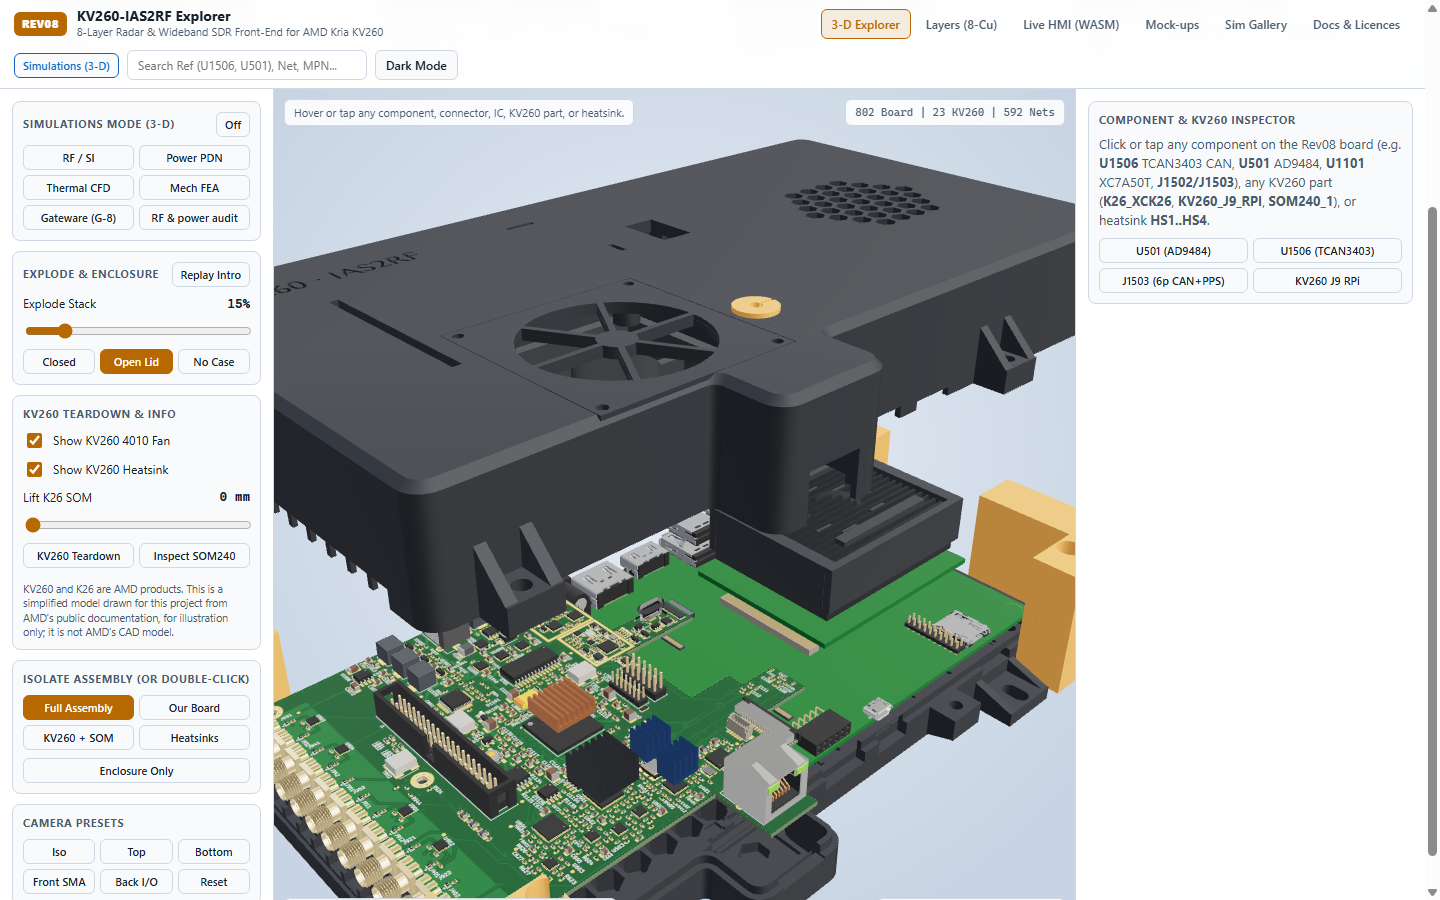 REV08
KV260-IAS2RF Explorer
8-Layer Radar & Wideband SDR Front-End for AMD Kria KV260
3-D Explorer
Layers (8-Cu)
Live HMI (WASM)
Mock-ups
Sim Gallery
Docs & Licences
Simulations (3-D)
Search Ref (U1506, U501), Net, MPN...
Dark Mode
SIMULATIONS MODE (3-D)
Off
RF / SI
Power PDN
Thermal CFD
Mech FEA
Gateware (G-8)
RF & power audit
EXPLODE & ENCLOSURE
Replay Intro
Explode Stack
15%
Closed
Open Lid
No Case
KV260 TEARDOWN & INFO
Show KV260 4010 Fan
Show KV260 Heatsink
Lift K26 SOM
0 mm
KV260 Teardown
Inspect SOM240
KV260 and K26 are AMD products. This is a
simplified model drawn for this project from
AMD's public documentation, for illustration
only; it is not AMD's CAD model.
ISOLATE ASSEMBLY (OR DOUBLE-CLICK)
Full Assembly
Our Board
KV260 + SOM
Heatsinks
Enclosure Only
CAMERA PRESETS
Iso
Top
Bottom
Front SMA
Back I/O
Reset
Hover or tap any component, connector, IC, KV260 part, or heatsink.
802 Board | 23 KV260 | 592 Nets
60 - IAS2RF
COMPONENT & KV260 INSPECTOR
Click or tap any component on the Rev08 board (e.g.
U1506 TCAN3403 CAN, U501 AD9484, U1101
XC7A50T, J1502/J1503), any KV260 part
(K26_XCK26, KV260_J9_RPI, SOM240_1), or
heatsink HS1..HS4.
U501 (AD9484)
U1506 (TCAN3403)
J1503 (6p CAN+PPS)
KV260 J9 RPi